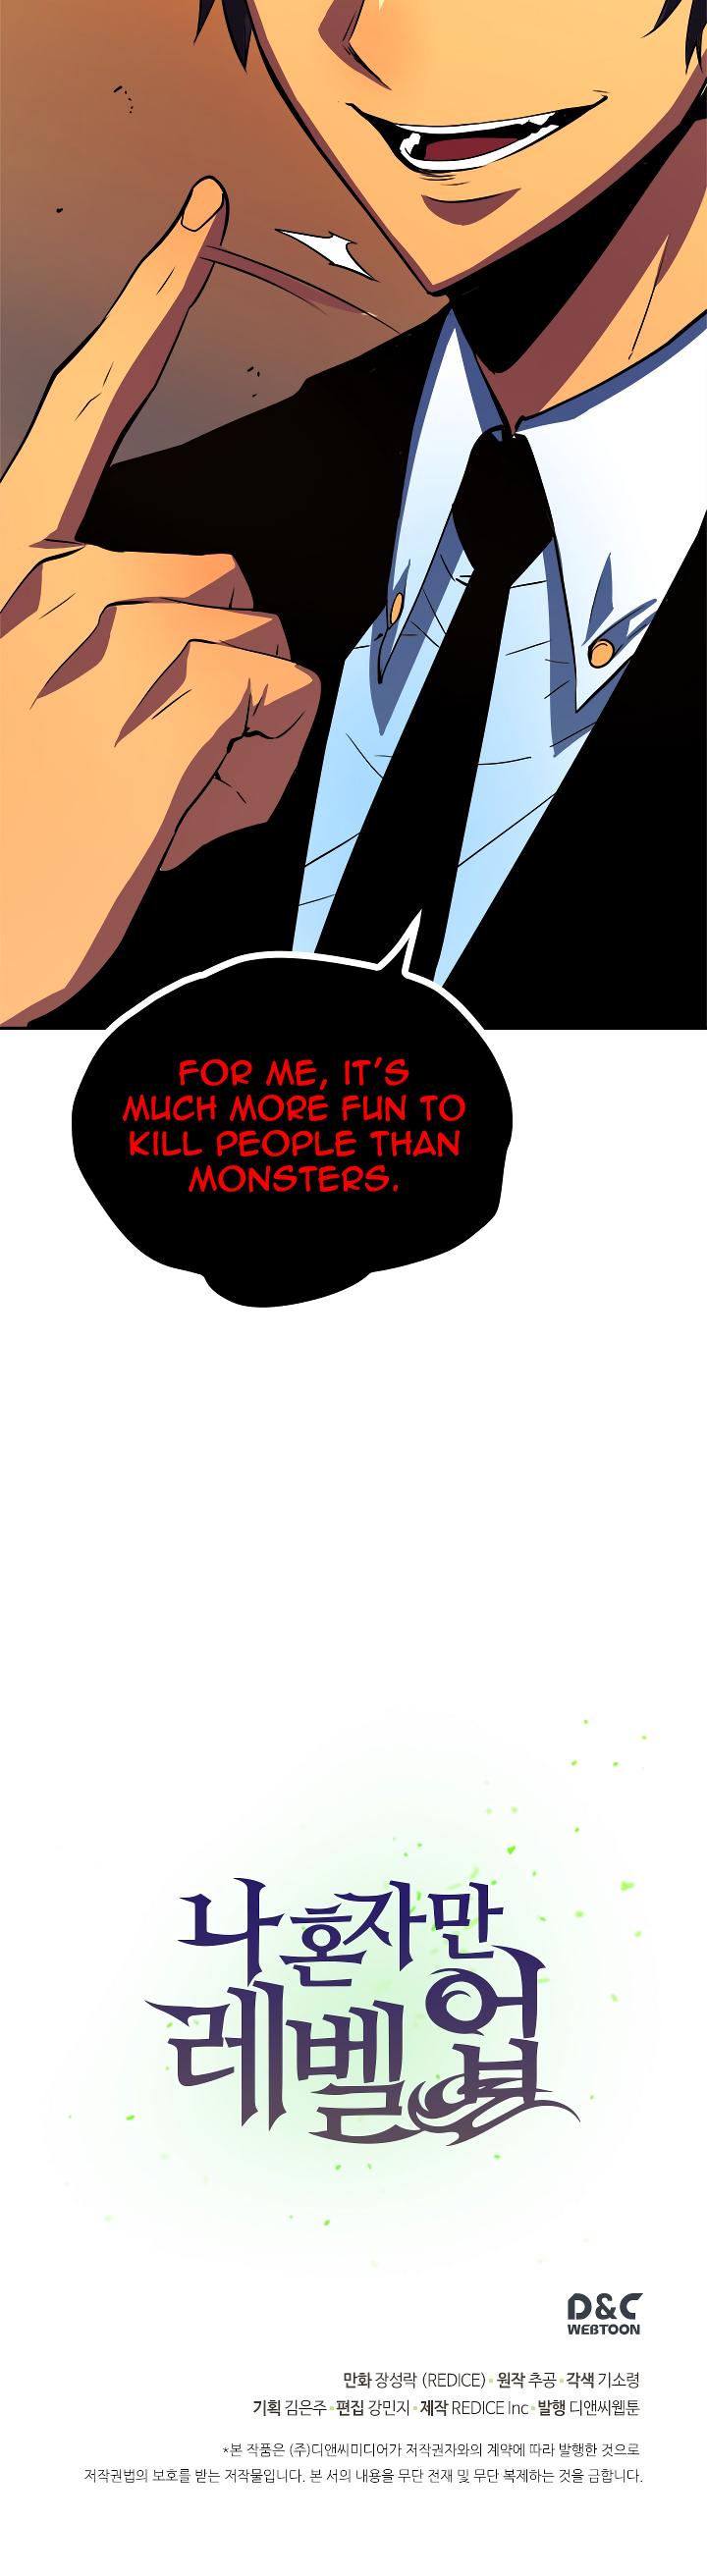 FOR ME, IT'S
MUCH MORE FUN TO
KILL PEOPLE THAN
MONSTERS.
나 혼자만
레벨업
D&C
WEBTOON
만화 장성락 (REDICE) • 원작 추공 • 각색 기소령
기획 김은주 • 편집 강민지 • 제작 REDICE Inc • 발행 디앤씨웹툰
*본 작품은 (주)디앤씨미디어가 저작권자와의 계약에 따라 발행한 것으로
저작권법의 보호를 받는 저작물입니다. 본 서의 내용을 무단 전재 및 무단 복제하는 것을 금합니다.